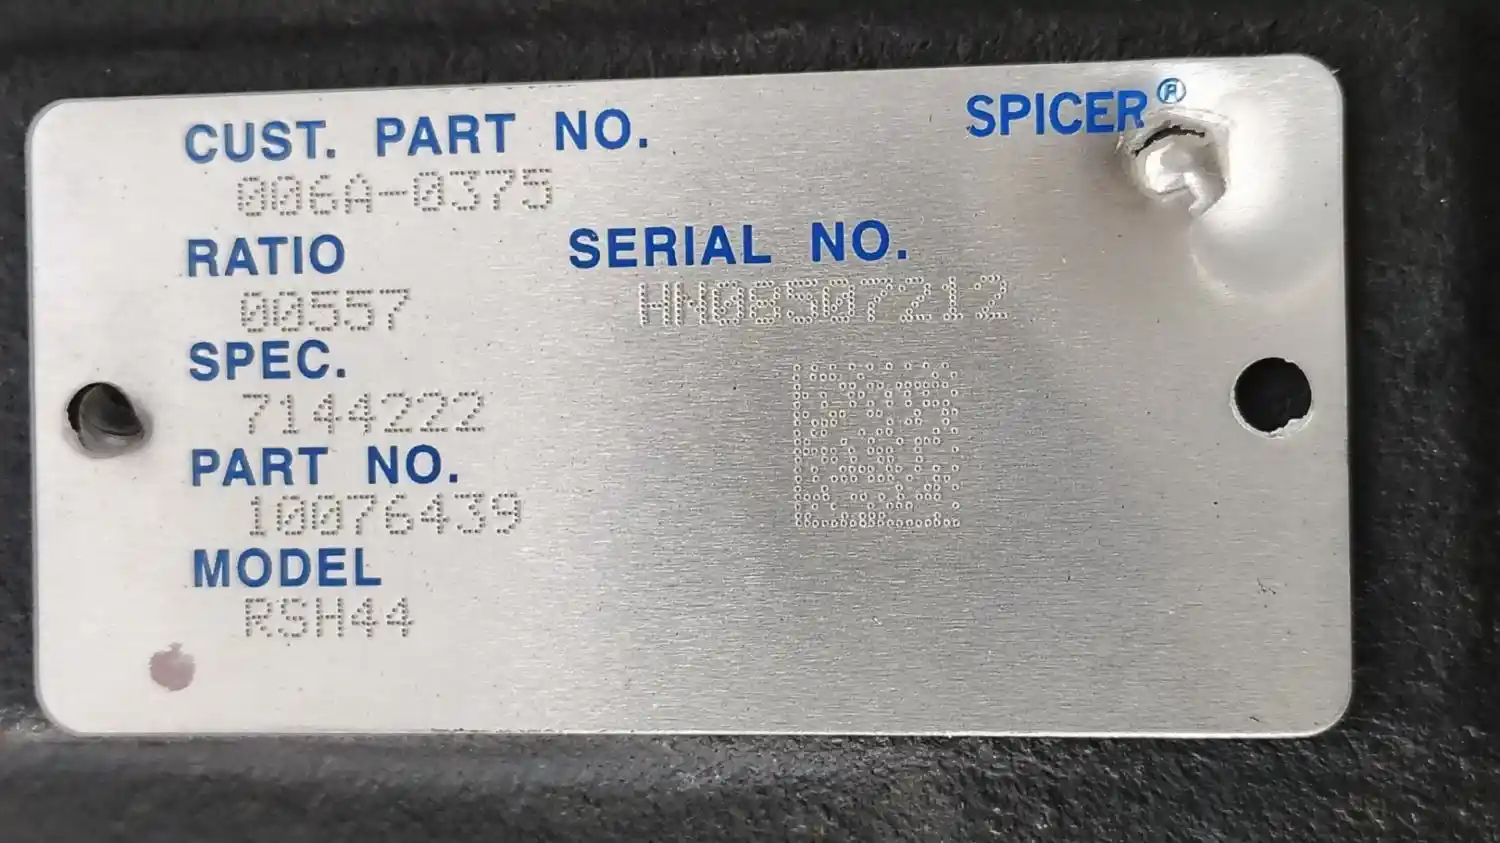 SPICER®
CUST. PART NO.
006A-0375
RATIO
00557
SERIAL NO.
HN08507212
SPEC.
7144222
PART NO.
10076439
MODEL
RSH44